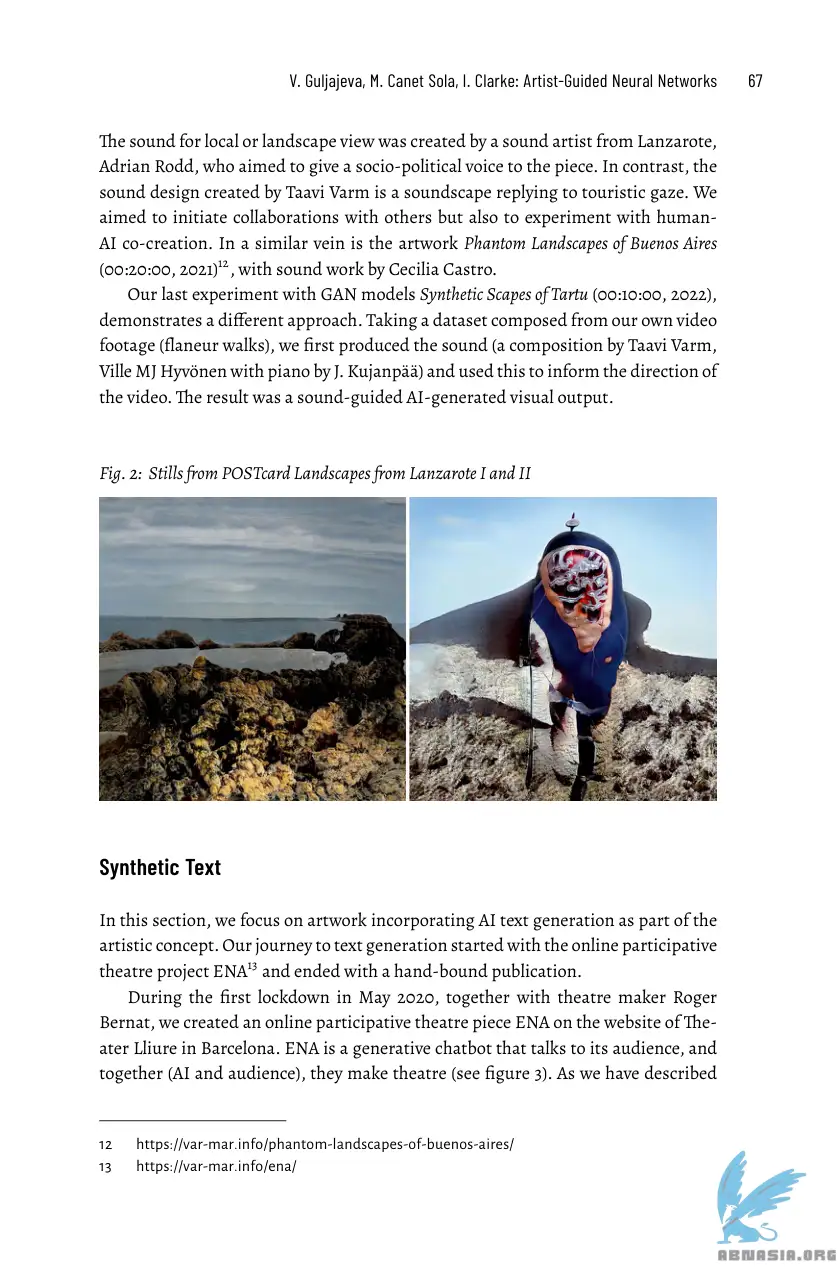 V. Guljajeva, M. Canet Sola, I. Clarke: Artist-Guided Neural Networks 67
The sound for local or landscape view was created by a sound artist from Lanzarote,
Adrian Rodd, who aimed to give a socio-political voice to the piece. In contrast, the
sound design created by Taavi Varm is a soundscape replying to touristic gaze. We
aimed to initiate collaborations with others but also to experiment with human-
AI co-creation. In a similar vein is the artwork Phantom Landscapes of Buenos Aires
(00:20:00, 2021)12, with sound work by Cecilia Castro.
Our last experiment with GAN models Synthetic Scapes of Tartu (00:10:00, 2022),
demonstrates a different approach. Taking a dataset composed from our own video
footage (flaneur walks), we first produced the sound (a composition by Taavi Varm,
Ville MJ Hyvönen with piano by J. Kujanpää) and used this to inform the direction of
the video. The result was a sound-guided AI-generated visual output.
Fig. 2: Stills from POSTcard Landscapes from Lanzarote I and II
Synthetic Text
In this section, we focus on artwork incorporating AI text generation as part of the
artistic concept. Our journey to text generation started with the online participative
theatre project ENA13 and ended with a hand-bound publication.
During the first lockdown in May 2020, together with theatre maker Roger
Bernat, we created an online participative theatre piece ENA on the website of The-
ater Lliure in Barcelona. ENA is a generative chatbot that talks to its audience, and
together (AI and audience), they make theatre (see figure 3). As we have described
12 https://var-mar.info/phantom-landscapes-of-buenos-aires/
13 https://var-mar.info/ena/
ABNASIA.ORG